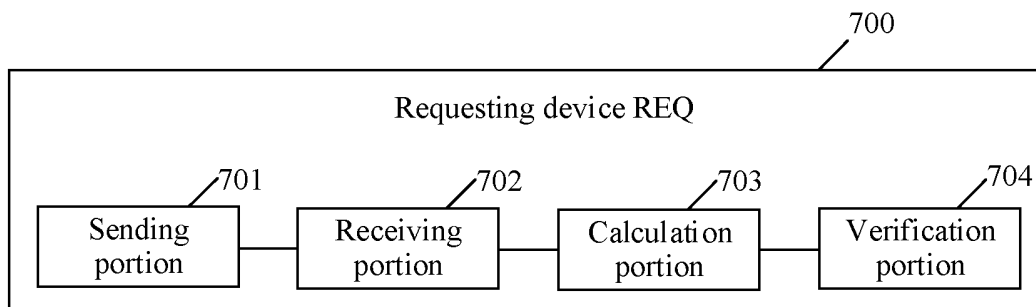 700
Requesting device REQ
701
702
703
704
Sending
portion
Receiving
portion
Calculation
portion
Verification
portion